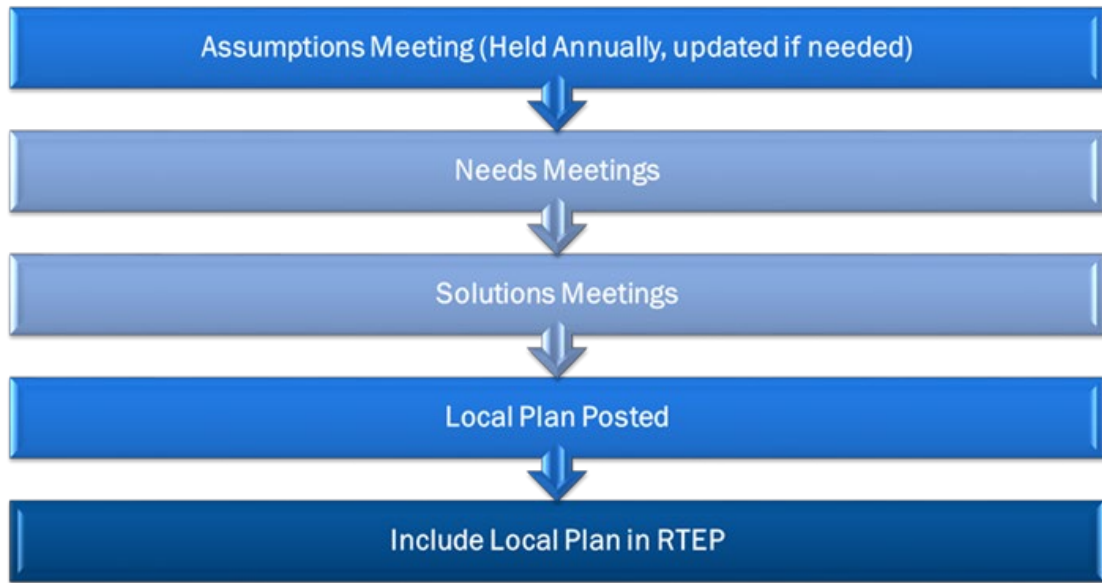 Assumptions Meeting (Held Annually, updated if needed)
Needs Meetings
Solutions Meetings
Local Plan Posted
Include Local Plan in RTEP